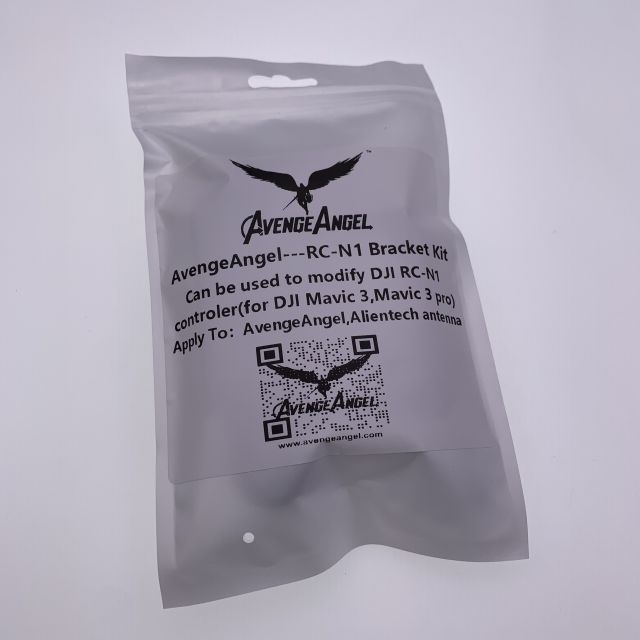 ™
AVENGEANGEL
AvengeAngel---RC-N1 Bracket Kit
Can be used to modify DJI RC-N1
controler(for DJI Mavic 3,Mavic 3 pro)
Apply To: AvengeAngel,Alientech antenna
AVENGEANGEL
www.avengeangel.com